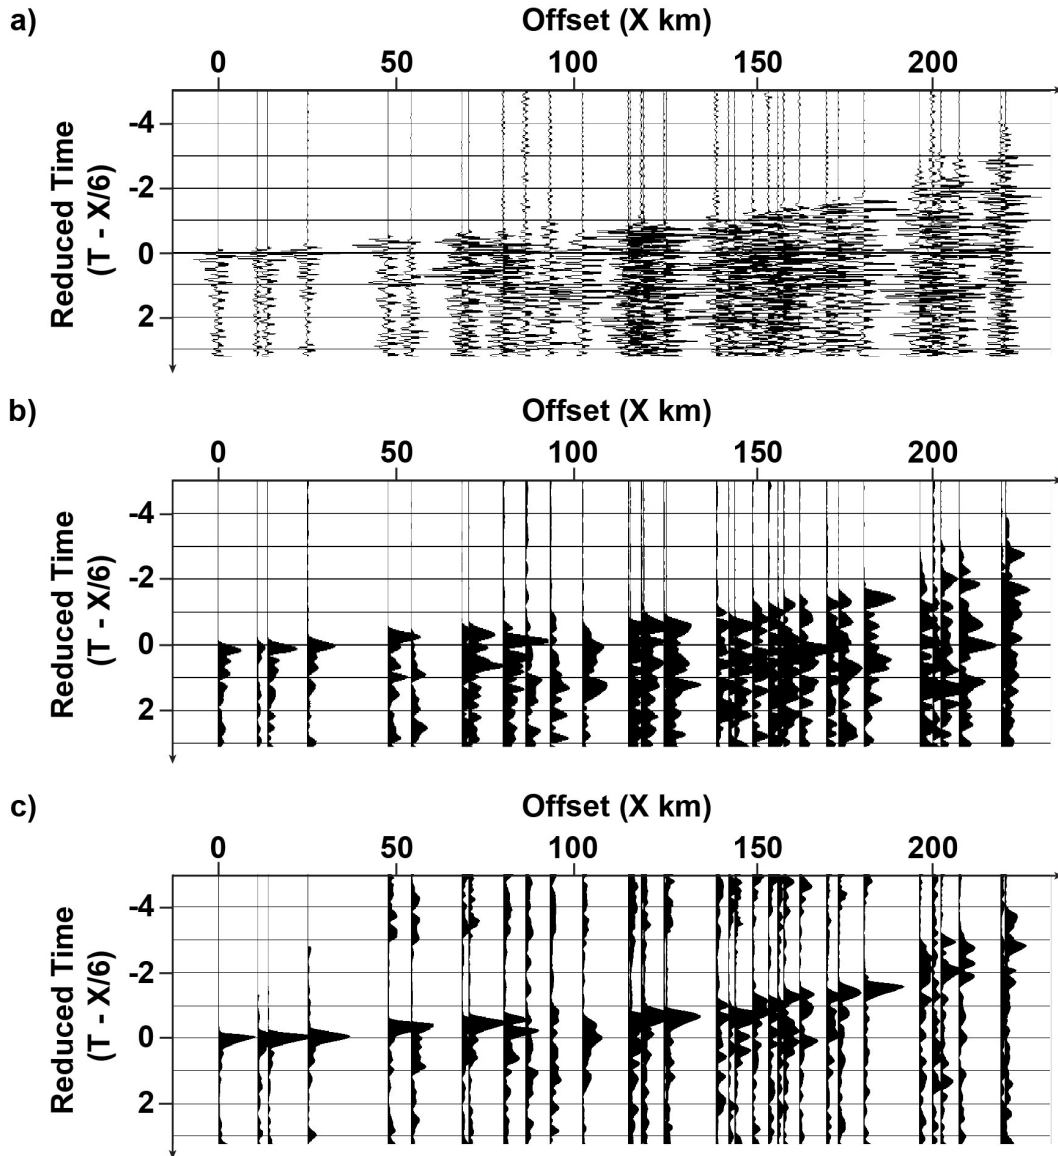 a)
Offset (X km)
0 50 100 150 200
Reduced Time
(T - X/6)
-4
-2
0
2
b)
Offset (X km)
0 50 100 150 200
Reduced Time
(T - X/6)
-4
-2
0
2
c)
Offset (X km)
0 50 100 150 200
Reduced Time
(T - X/6)
-4
-2
0
2